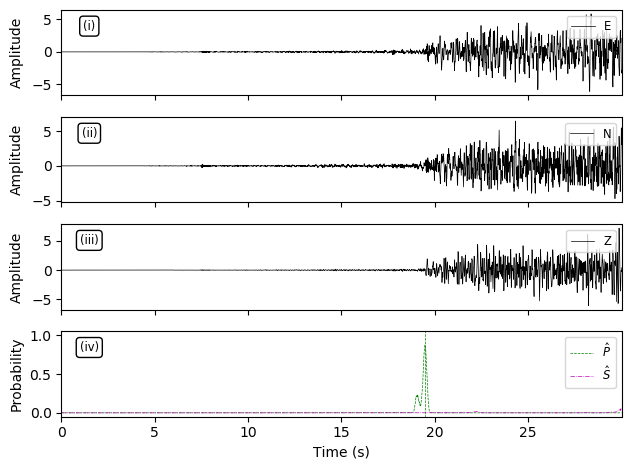 (i)
E
Amplitude
5
0
−5
(ii)
N
Amplitude
5
0
−5
(iii)
Z
Amplitude
5
0
−5
(iv)
P̂
Ŝ
Probability
1.0
0.5
0.0
0 5 10 15 20 25
Time (s)